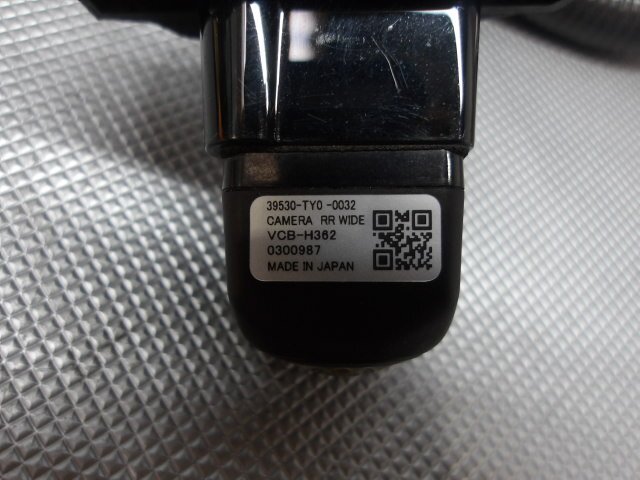 39530-TY0 -0032
CAMERA RR WIDE
VCB-H362
0300987
MADE IN JAPAN